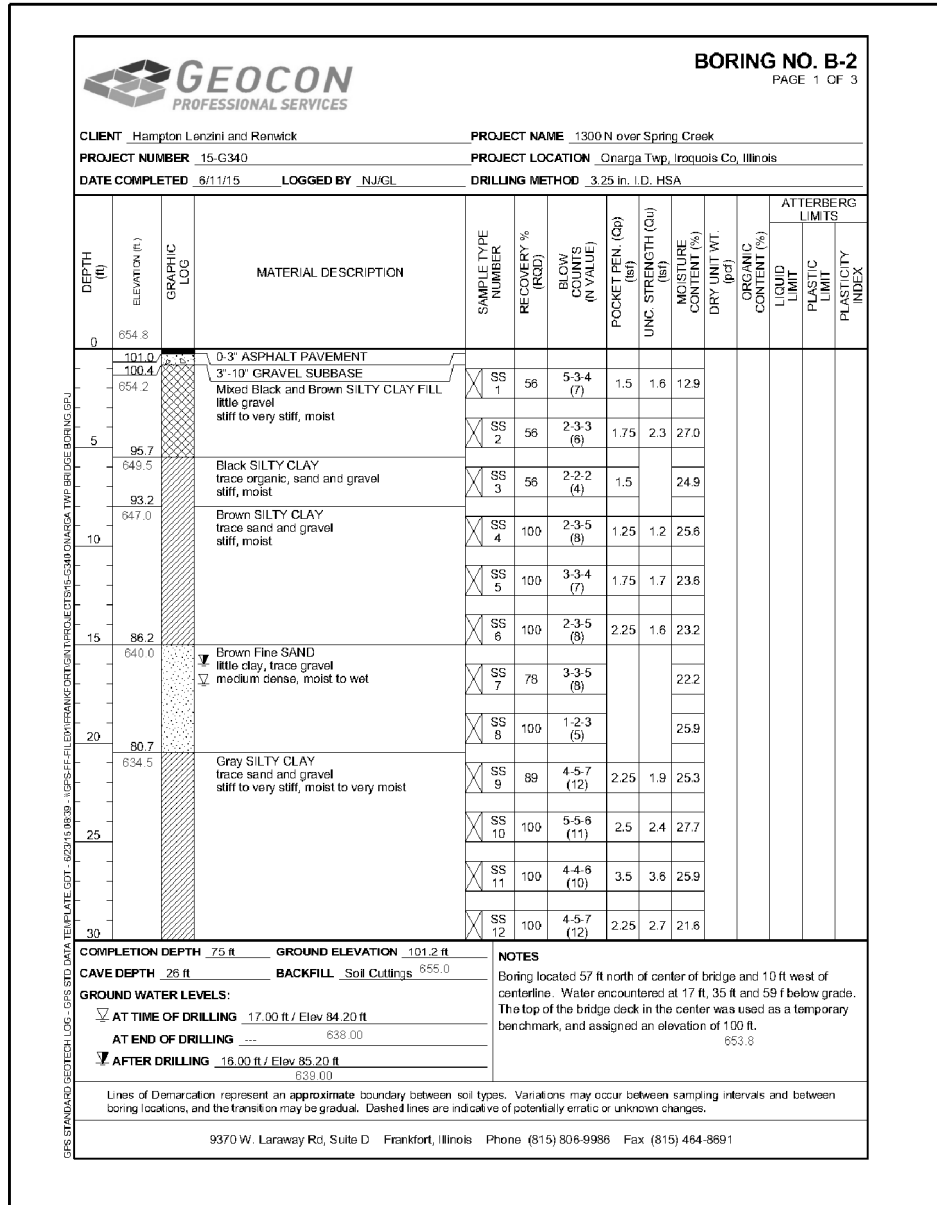 GEOCON
PROFESSIONAL SERVICES
BORING NO. B-2
PAGE 1 OF 3
CLIENT Hampton Lenzini and Renwick PROJECT NAME 1300 N over Spring Creek
PROJECT NUMBER 15-G340 PROJECT LOCATION Onarga Twp, Iroquois Co, Illinois
DATE COMPLETED 6/11/15 LOGGED BY NJ/GL DRILLING METHOD 3.25 in. I.D. HSA
DEPTH (ft)
ELEVATION (ft.)
GRAPHIC LOG
MATERIAL DESCRIPTION
SAMPLE TYPE NUMBER
RECOVERY % (RQD)
BLOW COUNTS (N VALUE)
POCKET PEN. (Qp) (tsf)
UNC. STRENGTH (Qu) (tsf)
MOISTURE CONTENT (%)
DRY UNIT WT. (pcf)
ORGANIC CONTENT (%)
ATTERBERG LIMITS
LIQUID LIMIT
PLASTIC LIMIT
PLASTICITY INDEX
0 654.8
101.0 0-3" ASPHALT PAVEMENT
100.4 3"-10" GRAVEL SUBBASE
654.2 Mixed Black and Brown SILTY CLAY FILL
little gravel
stiff to very stiff, moist
SS 1 56 5-3-4 (7) 1.5 1.6 12.9
5 SS 2 56 2-3-3 (6) 1.75 2.3 27.0
95.7
649.5 Black SILTY CLAY
trace organic, sand and gravel
stiff, moist
SS 3 56 2-2-2 (4) 1.5 24.9
93.2
647.0 Brown SILTY CLAY
trace sand and gravel
stiff, moist
10 SS 4 100 2-3-5 (8) 1.25 1.2 25.6
SS 5 100 3-3-4 (7) 1.75 1.7 23.6
15 86.2 SS 6 100 2-3-5 (8) 2.25 1.6 23.2
640.0 Brown Fine SAND
little clay, trace gravel
medium dense, moist to wet
SS 7 78 3-3-5 (8) 22.2
SS 8 100 1-2-3 (5) 25.9
20 80.7
634.5 Gray SILTY CLAY
trace sand and gravel
stiff to very stiff, moist to very moist
SS 9 89 4-5-7 (12) 2.25 1.9 25.3
25 SS 10 100 5-5-6 (11) 2.5 2.4 27.7
SS 11 100 4-4-6 (10) 3.5 3.6 25.9
30 SS 12 100 4-5-7 (12) 2.25 2.7 21.6
COMPLETION DEPTH 75 ft GROUND ELEVATION 101.2 ft
CAVE DEPTH 26 ft BACKFILL Soil Cuttings 655.0
GROUND WATER LEVELS:
AT TIME OF DRILLING 17.00 ft / Elev 84.20 ft
AT END OF DRILLING --- 638.00
AFTER DRILLING 16.00 ft / Elev 85.20 ft
639.00
NOTES
Boring located 57 ft north of center of bridge and 10 ft west of
centerline. Water encountered at 17 ft, 35 ft and 59 f below grade.
The top of the bridge deck in the center was used as a temporary
benchmark, and assigned an elevation of 100 ft.
653.8
Lines of Demarcation represent an approximate boundary between soil types. Variations may occur between sampling intervals and between
boring locations, and the transition may be gradual. Dashed lines are indicative of potentially erratic or unknown changes.
9370 W. Laraway Rd, Suite D Frankfort, Illinois Phone (815) 806-9986 Fax (815) 464-8691